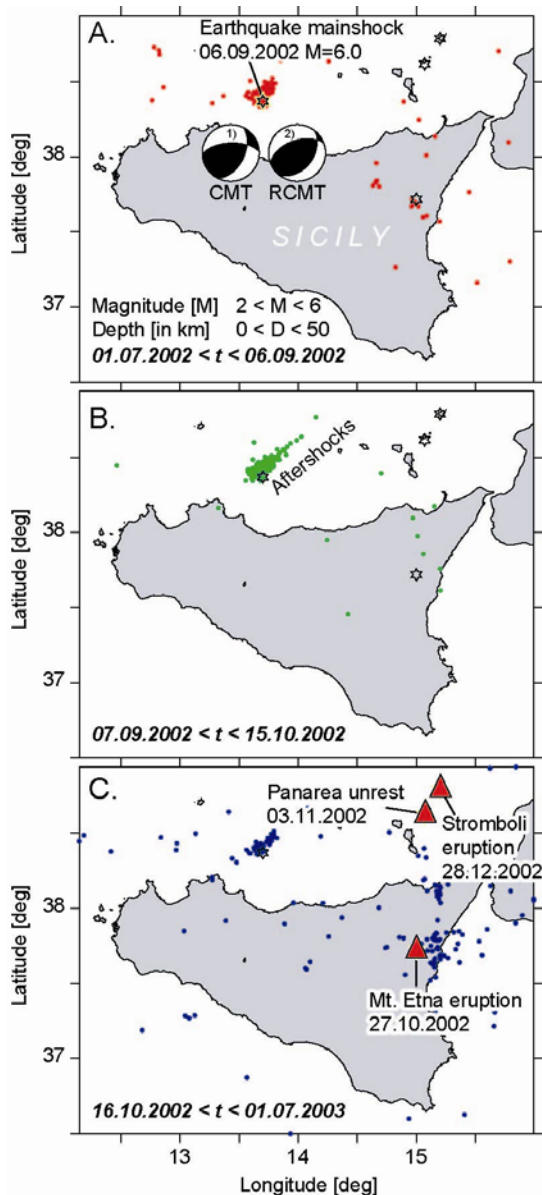 A.
Earthquake mainshock
06.09.2002 M=6.0
1)
2)
CMT
RCMT
SICILY
Magnitude [M] 2 < M < 6
Depth [in km] 0 < D < 50
01.07.2002 < t < 06.09.2002
Latitude [deg]
38
37
B.
Aftershocks
07.09.2002 < t < 15.10.2002
Latitude [deg]
38
37
C.
Panarea unrest
03.11.2002
Stromboli
eruption
28.12.2002
Mt. Etna eruption
27.10.2002
16.10.2002 < t < 01.07.2003
Latitude [deg]
38
37
13
14
15
Longitude [deg]